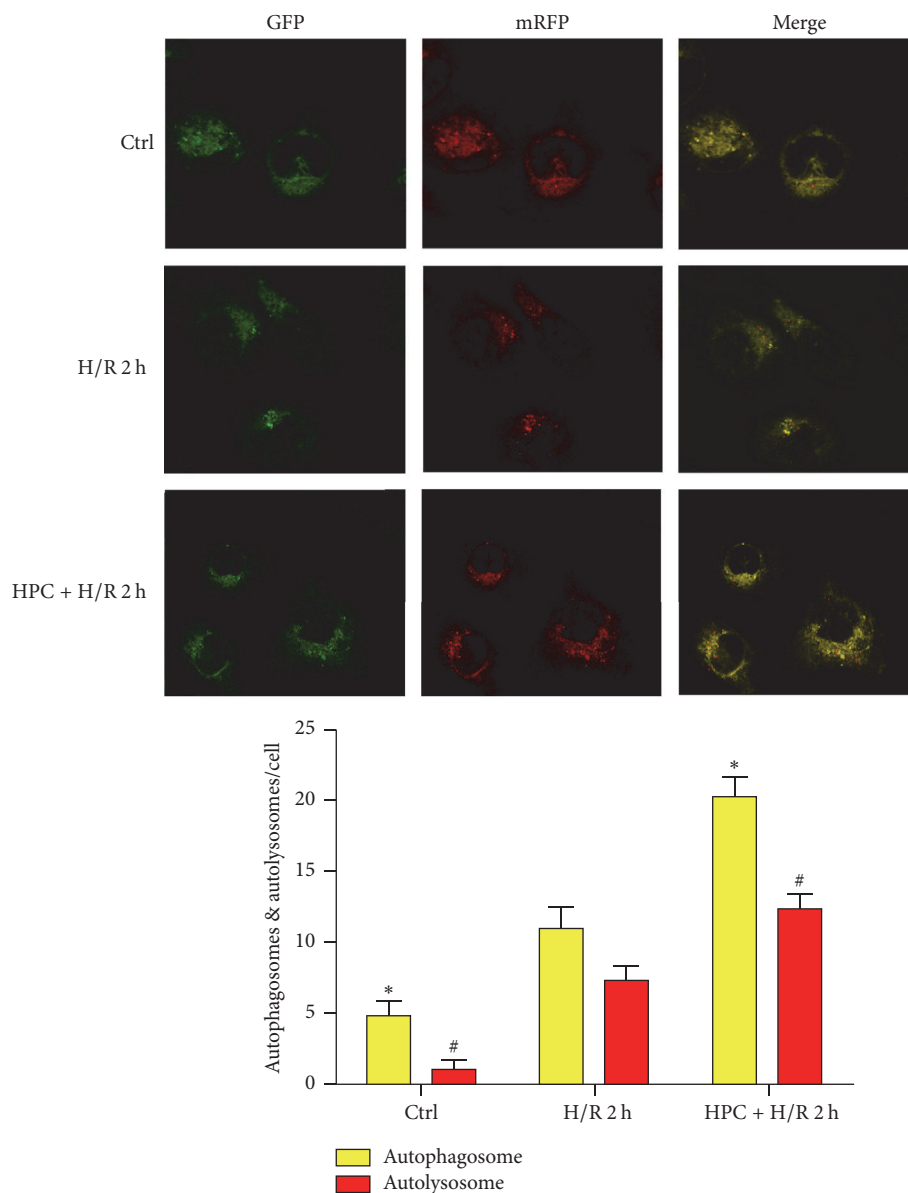 GFP mRFP Merge
Ctrl
H/R 2 h
HPC + H/R 2 h
Autophagosomes & autolysosomes/cell
25
20
15
10
5
0
*
#
*
#
Ctrl H/R 2 h HPC + H/R 2 h
Autophagosome
Autolysosome